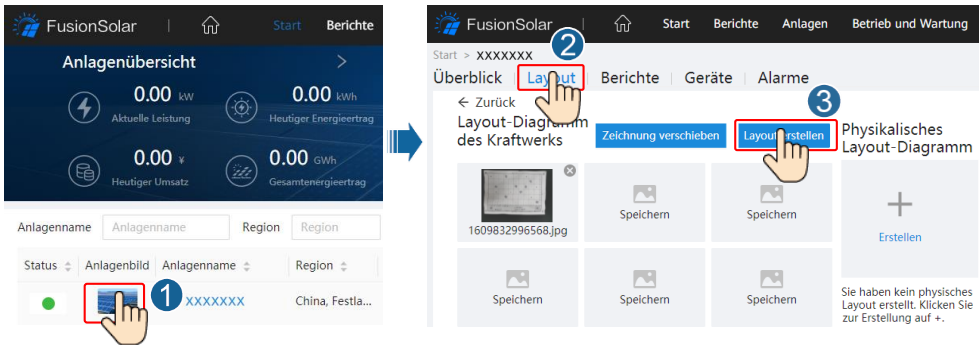 FusionSolar
Start Berichte
Anlagenübersicht >
0.00 kW
Aktuelle Leistung
0.00 kWh
Heutiger Energieertrag
0.00 ¥
Heutiger Umsatz
0.00 GWh
Gesamtenergieertrag
Anlagenname Anlagenname Region Region
Status Anlagenbild Anlagenname Region
1 XXXXXXX China, Festla...
FusionSolar Start Berichte Anlagen Betrieb und Wartung
Start > XXXXXXX
2
Überblick Layout Berichte Geräte Alarme
← Zurück
3
Layout-Diagramm
des Kraftwerks
Zeichnung verschieben
Layout erstellen
Physikalisches
Layout-Diagramm
1609832996568.jpg
Speichern
Speichern
+
Erstellen
Speichern
Speichern
Speichern
Sie haben kein physisches
Layout erstellt. Klicken Sie
zur Erstellung auf +.